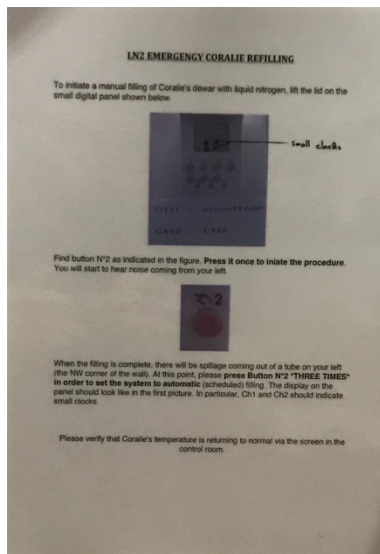 LN2 EMERGENCY CORALIE REFILLING
To initiate a manual filling of Coralie's dewar with liquid nitrogen, lift the lid on the
small digital panel shown below.
small clocks
CH1
CH2 - LN2
Find button N°2 as indicated in the figure. Press it once to iniate the procedure.
You will start to hear noise coming from your left.
2
When the filling is complete, there will be spillage coming out of a tube on your left
(the NW corner of the wall). At this point, please press Button N°2 *THREE TIMES*
in order to set the system to automatic (scheduled) filling. The display on the
panel should look like in the first picture. In particular, Ch1 and Ch2 should indicate
small clocks.
Please verify that Coralie's temperature is returning to normal via the screen in the
control room.